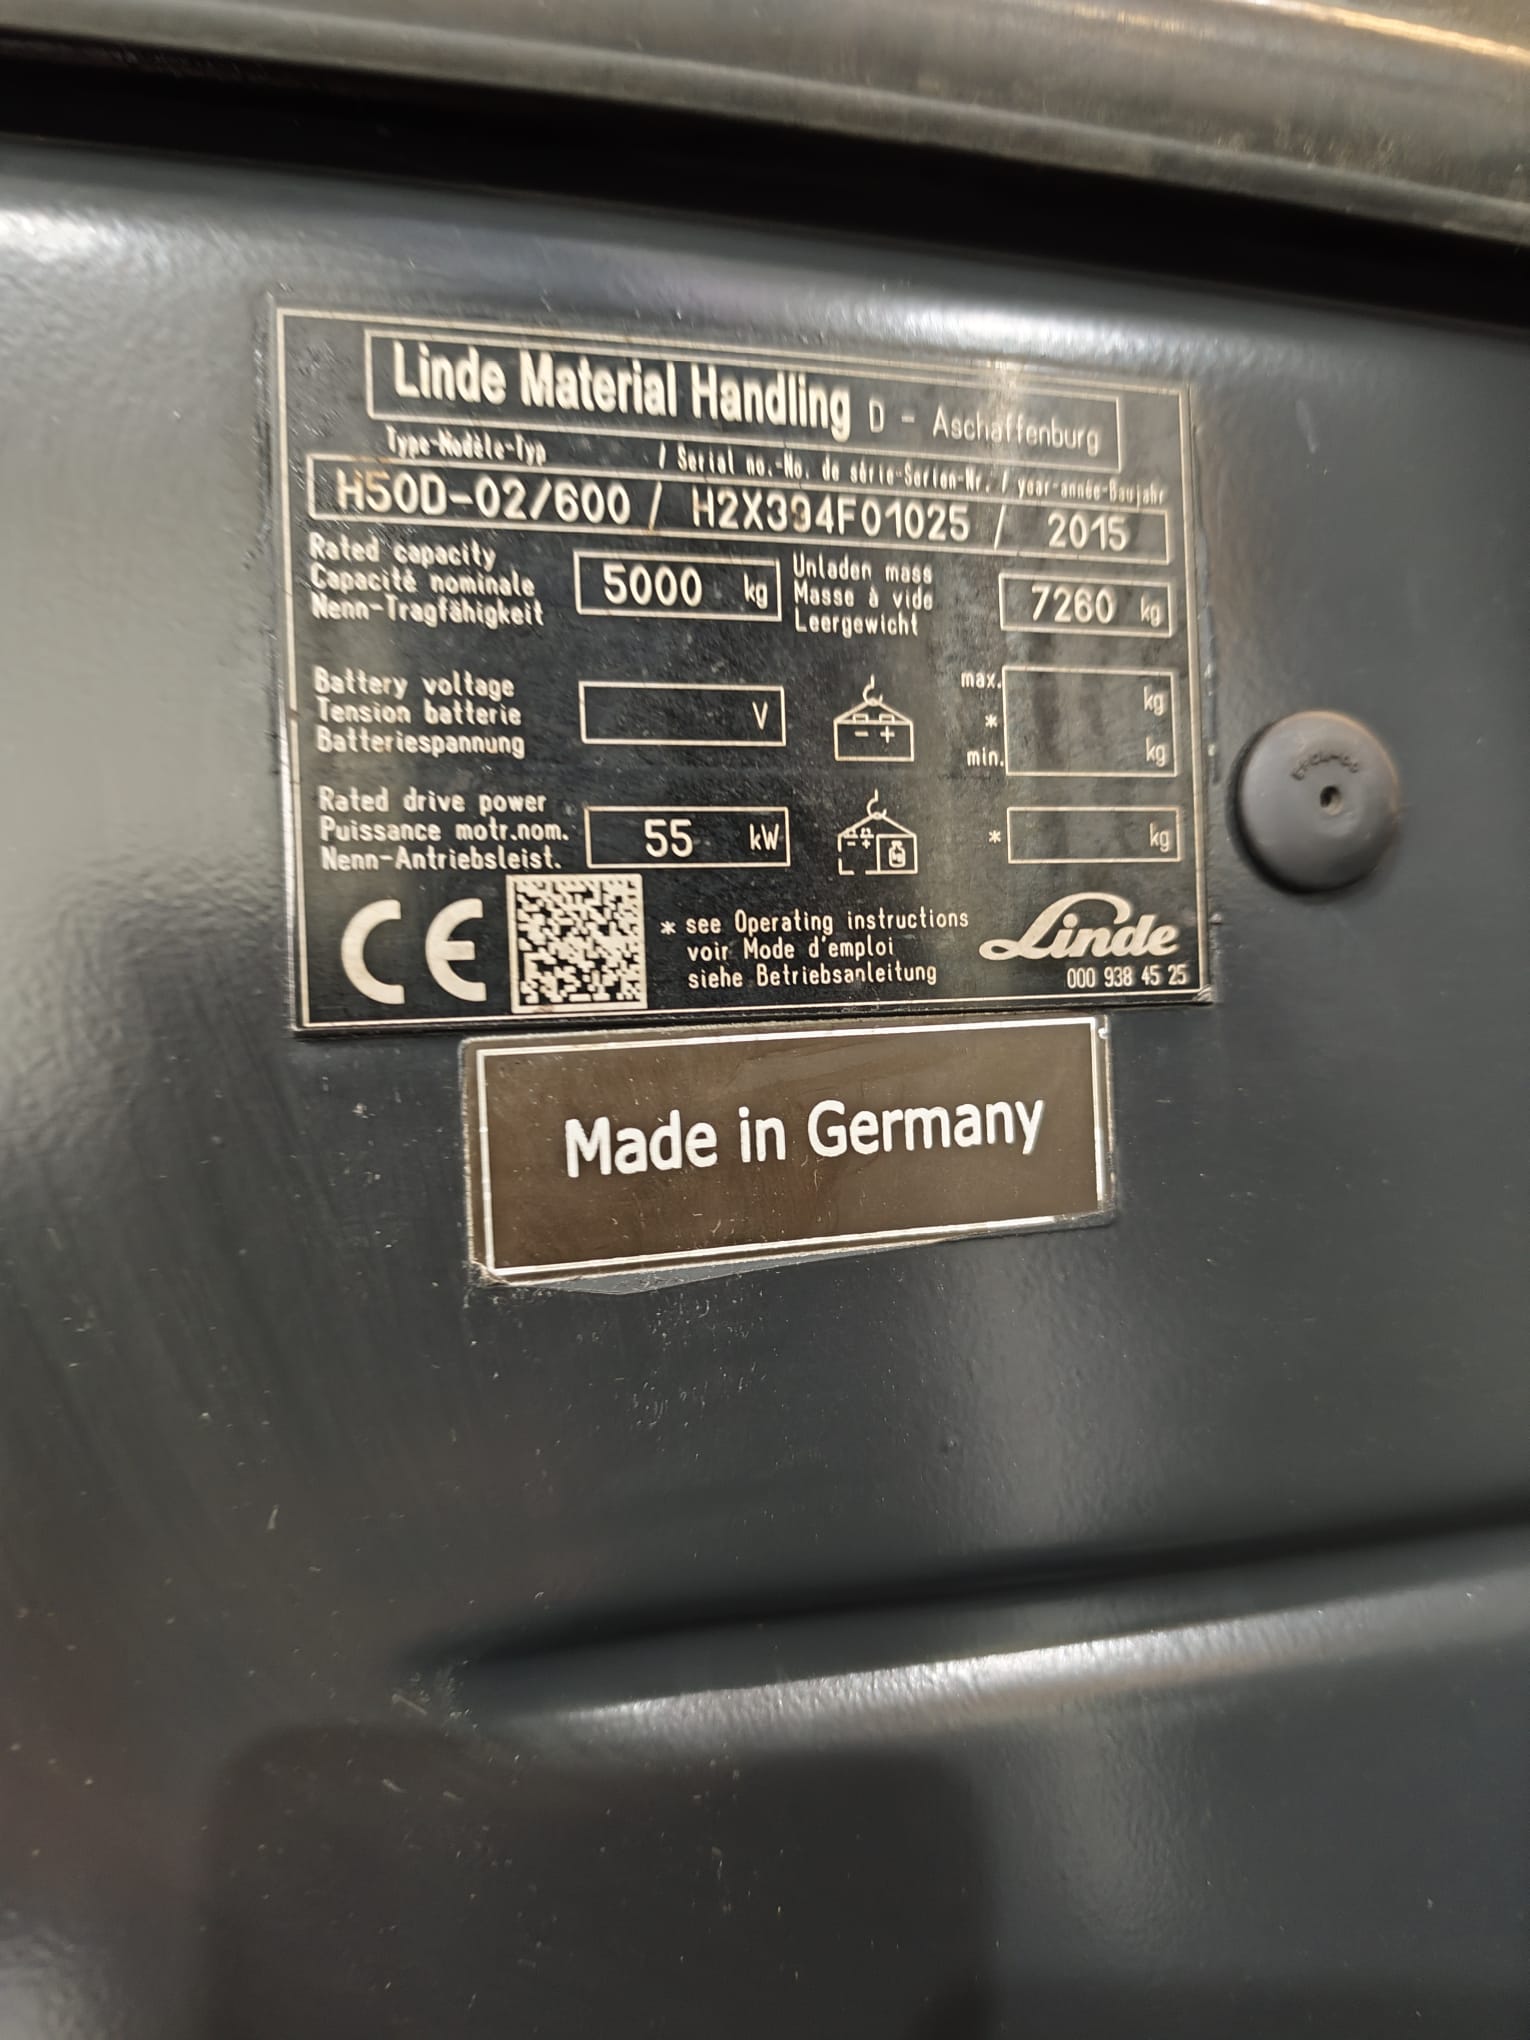 Linde Material Handling D - Aschaffenburg
Type-Modèle-Typ / Serial no.-No. de série-Serien-Nr. / year-année-Baujahr
H50D-02/600 / H2X394F01025 / 2015
Rated capacity
Capacité nominale
Nenn-Tragfähigkeit
5000 kg
Unladen mass
Masse à vide
Leergewicht
7260 kg
Battery voltage
Tension batterie
Batteriespannung
V
- +
max.
*
min.
kg
kg
Rated drive power
Puissance motr.nom.
Nenn-Antriebsleist.
55 kW
- +
kg
*
kg
CE
* see Operating instructions
voir Mode d'emploi
siehe Betriebsanleitung
Linde
000 938 45 25
Made in Germany